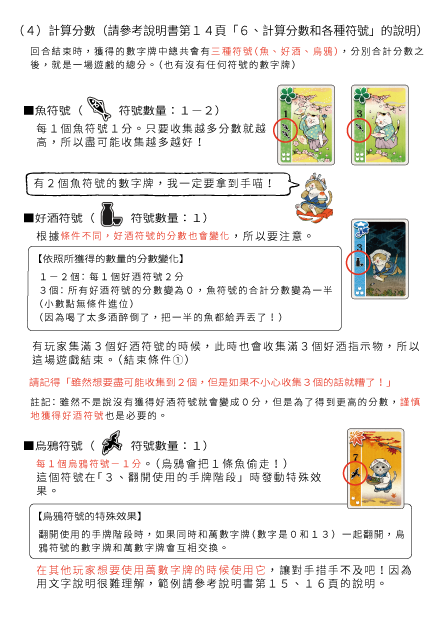 （４）計算分數（請參考說明書第１４頁「６、計算分數和各種符號」的說明）
回合結束時，獲得的數字牌中總共會有三種符號(魚、好酒、烏鴉)，分別合計分數之
後，就是一場遊戲的總分。（也有沒有任何符號的數字牌）
■魚符號（ 符號數量：１－２）
每１個魚符號１分。只要收集越多分數就越
高，所以盡可能收集越多越好！
1
3
有２個魚符號的數字牌，我一定要拿到手喵！
■好酒符號（ 符號數量：１）
根據條件不同，好酒符號的分數也會變化，所以要注意。
3
【依照所獲得的數量的分數變化】
１－２個：每１個好酒符號２分
３個：所有好酒符號的分數變為０，魚符號的合計分數變為一半
（小數點無條件進位）
（因為喝了太多酒醉倒了，把一半的魚都給弄丟了！）
有玩家集滿３個好酒符號的時候，此時也會收集滿３個好酒指示物，所以
這場遊戲結束。（結束條件①）
請記得「雖然想要盡可能收集到２個，但是如果不小心收集３個的話就糟了！」
註記：雖然不是說沒有獲得好酒符號就會變成０分，但是為了得到更高的分數，謹慎
地獲得好酒符號也是必要的。
■烏鴉符號（ 符號數量：１）
每１個烏鴉符號－１分。（烏鴉會把１條魚偷走！）
這個符號在「３、翻開使用的手牌階段」時發動特殊效
果。
7
【烏鴉符號的特殊效果】
翻開使用的手牌階段時，如果同時和萬數字牌(數字是０和１３) 一起翻開，烏
鴉符號的數字牌和萬數字牌會互相交換。
在其他玩家想要使用萬數字牌的時候使用它，讓對手措手不及吧！因為
用文字說明很難理解，範例請參考說明書第１５、１６頁的說明。